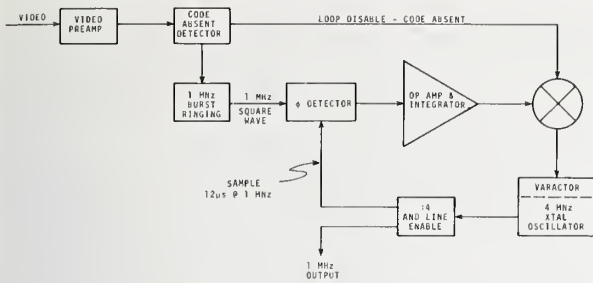 VIDEO
VIDEO
PREAMP
CODE
ABSENT
DETECTOR
LOOP DISABLE - CODE ABSENT
1 MHz
BURST
RINGING
1 MHz
SQUARE
WAVE
φ DETECTOR
OP AMP &
INTEGRATOR
SAMPLE
12μs @ 1 MHz
÷4
AND LINE
ENABLE
VARACTOR
4 MHz
XTAL
OSCILLATOR
1 MHz
OUTPUT